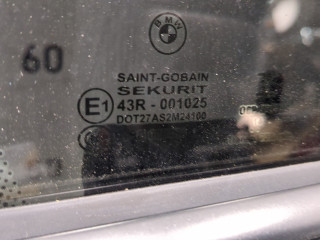 BMW
60
SAINT-GOBAIN
SEKURIT
E1 43R - 001025
DOT27AS2M24100